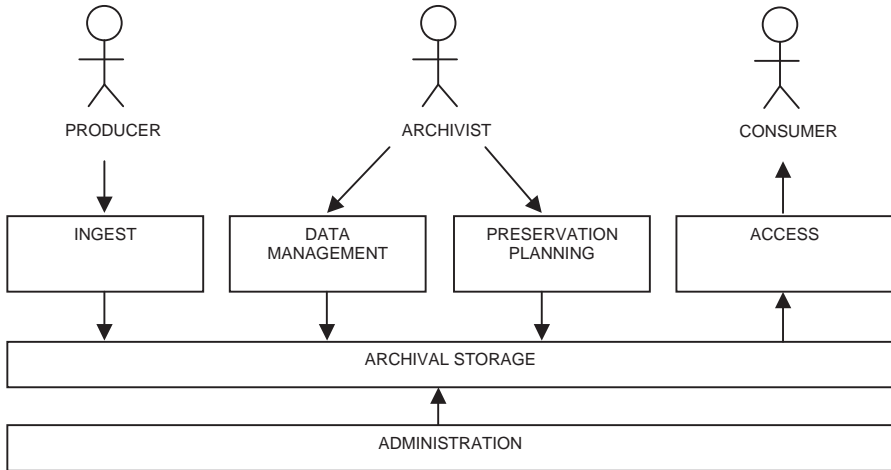 PRODUCER
ARCHIVIST
CONSUMER
INGEST
DATA
MANAGEMENT
PRESERVATION
PLANNING
ACCESS
ARCHIVAL STORAGE
ADMINISTRATION